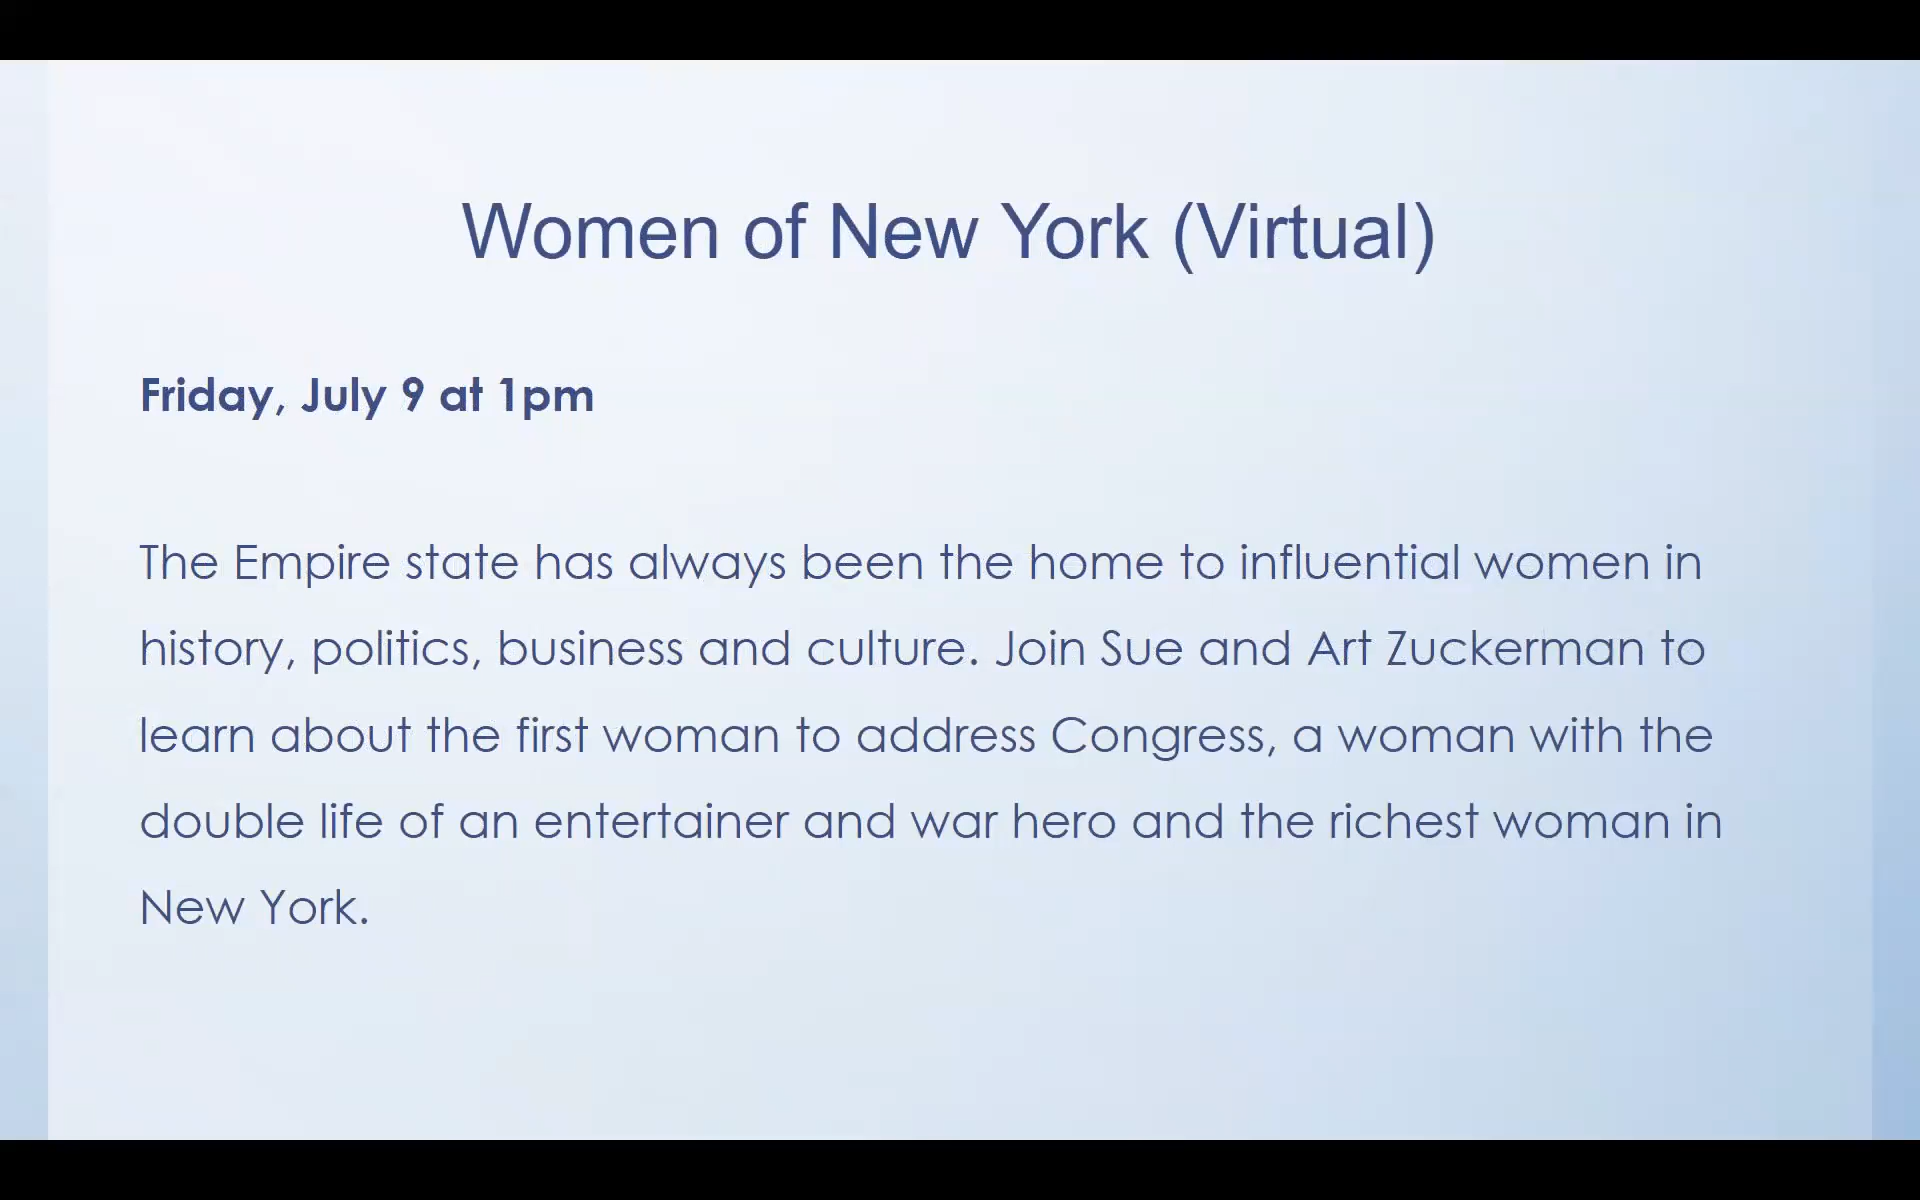 Women of New York (Virtual)
Friday, July 9 at 1pm
The Empire state has always been the home to influential women in
history, politics, business and culture. Join Sue and Art Zuckerman to
learn about the first woman to address Congress, a woman with the
double life of an entertainer and war hero and the richest woman in
New York.